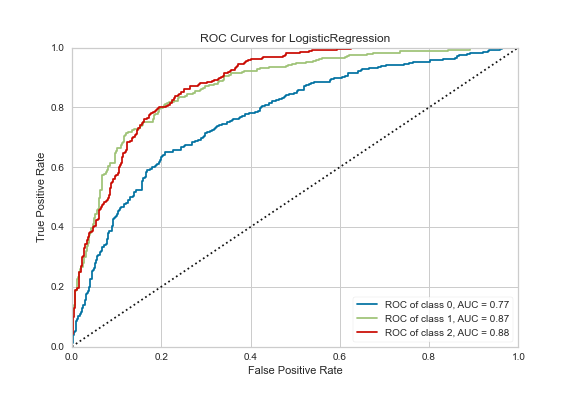 ROC Curves for LogisticRegression
True Positive Rate
1.0
0.8
0.6
0.4
0.2
0.0
ROC of class 0, AUC = 0.77
ROC of class 1, AUC = 0.87
ROC of class 2, AUC = 0.88
0.0 0.2 0.4 0.6 0.8 1.0
False Positive Rate